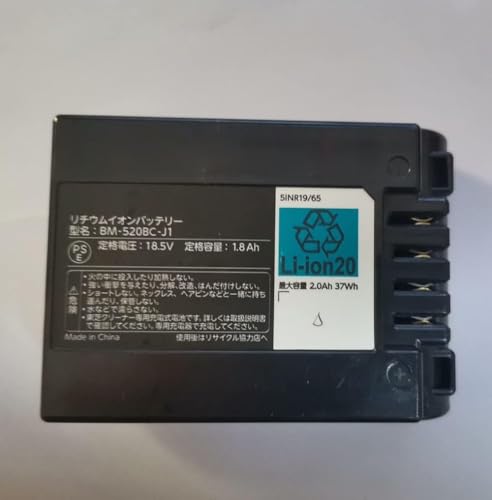 リチウムイオンバッテリー
型名：BM-520BC-J1
定格電圧：18.5V 定格容量：1.8Ah
PS
E
危険
・火の中に投入したり加熱しない。
・強い衝撃を与えたり、分解、改造、はんだ付けしない。
・ショートしない。ネックレス、ヘアピンなどと一緒に持ち
運んだり、保管しない。
・水などで濡らさない。
・東芝クリーナー専用充電式電池です。詳しくは取扱説明書
で確認してください。専用充電器で充電してください。
Made in China 使用後はリサイクル協力店へ
5INR19/65
Li-ion20
最大容量 2.0Ah 37Wh